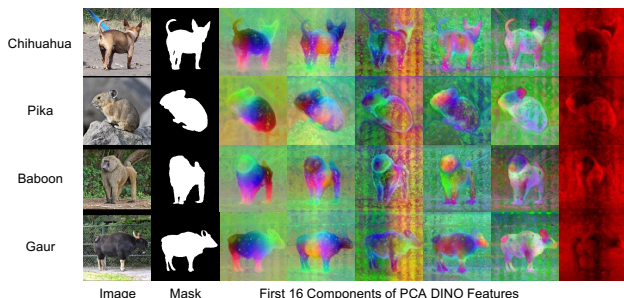 Chihuahua
Pika
Baboon
Gaur
Image Mask First 16 Components of PCA DINO Features